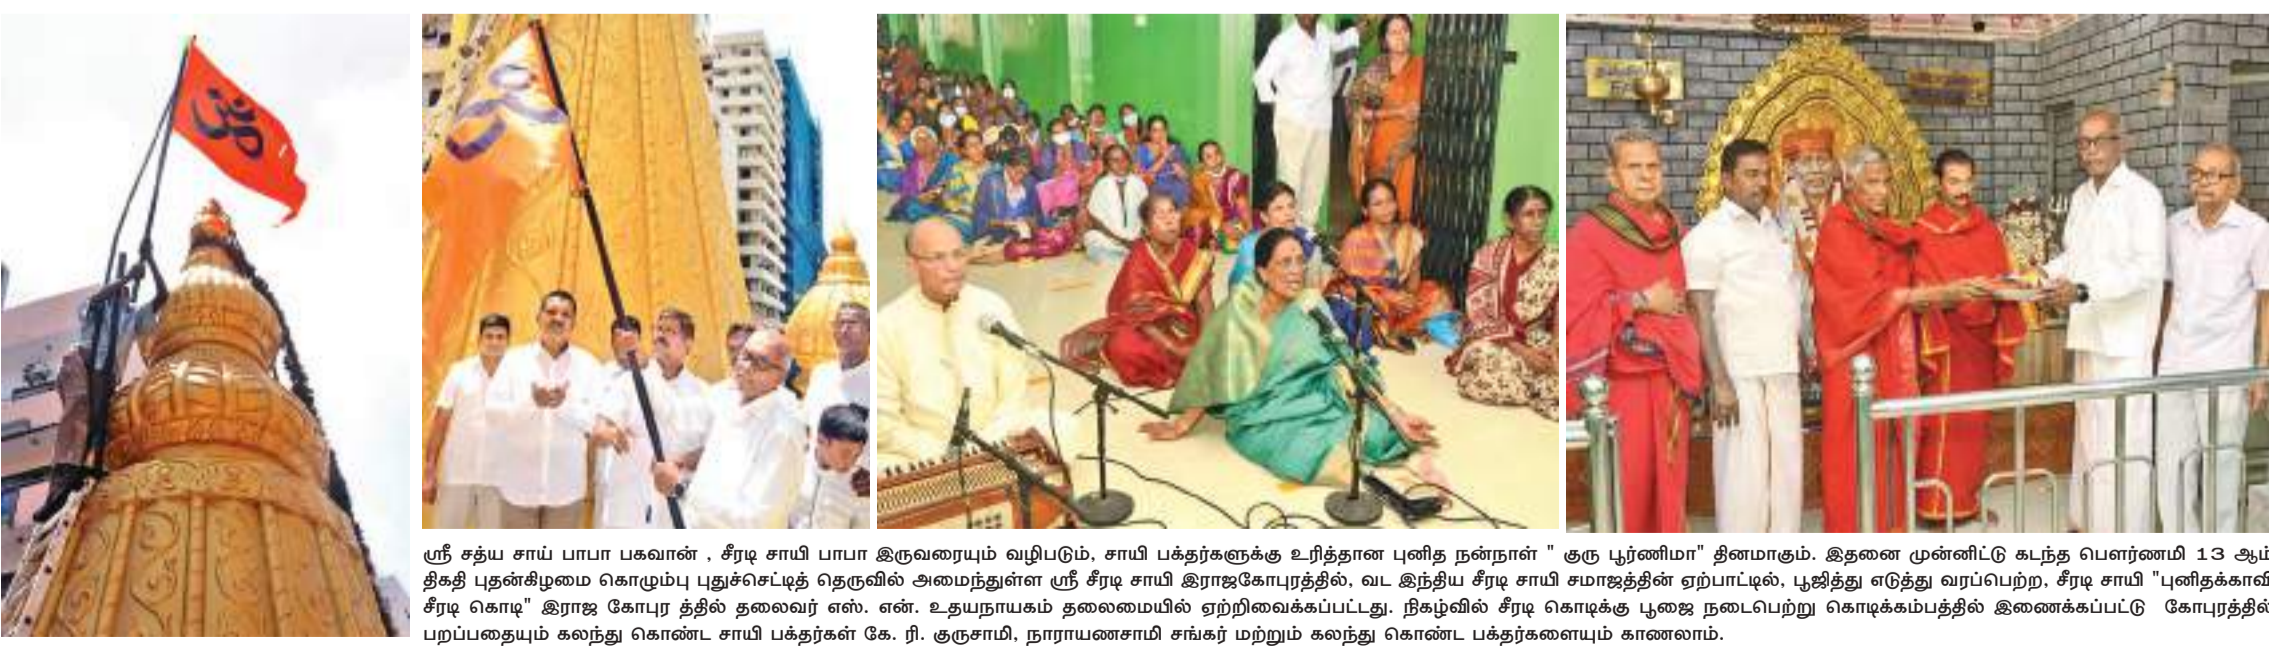 ஸ்ரீ சத்ய சாய் பாபா பகவான் , சீரடி சாயி பாபா இருவரையும் வழிபடும், சாயி பக்தர்களுக்கு உரித்தான புனித நன்நாள் " குரு பூர்ணிமா" தினமாகும். இதனை முன்னிட்டு கடந்த பௌர்ணமி 13 ஆம்
திகதி புதன்கிழமை கொழும்பு புதுச்செட்டித் தெருவில் அமைந்துள்ள ஸ்ரீ சீரடி சாயி இராஜகோபுரத்தில், வட இந்திய சீரடி சாயி சமாஜத்தின் ஏற்பாட்டில், பூஜித்து எடுத்து வரப்பெற்ற, சீரடி சாயி "புனிதக்காவி
சீரடி கொடி" இராஜ கோபுர த்தில் தலைவர் எஸ். என். உதயநாயகம் தலைமையில் ஏற்றிவைக்கப்பட்டது. நிகழ்வில் சீரடி கொடிக்கு பூஜை நடைபெற்று கொடிக்கம்பத்தில் இணைக்கப்பட்டு கோபுரத்தில்
பறப்பதையும் கலந்து கொண்ட சாயி பக்தர்கள் கே. ரி. குருசாமி, நாராயணசாமி சங்கர் மற்றும் கலந்து கொண்ட பக்தர்களையும் காணலாம்.